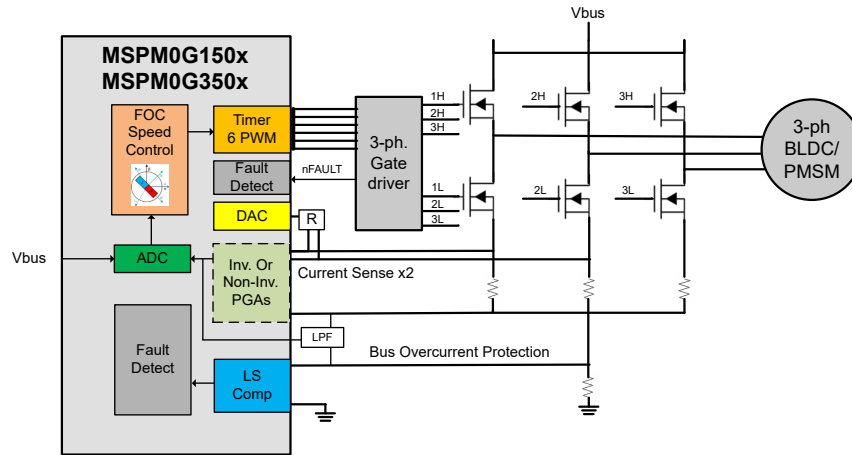 Vbus
MSPM0G150x
MSPM0G350x
FOC
Speed
Control
Timer
6 PWM
Fault
Detect
nFAULT
3-ph.
Gate
driver
1H
2H
3H
1L
2L
3L
2H
3H
2L
3L
3-ph
BLDC/
PMSM
DAC
R
Vbus
ADC
Inv. Or
Non-Inv.
PGAs
Current Sense x2
LPF
Bus Overcurrent Protection
Fault
Detect
LS
Comp